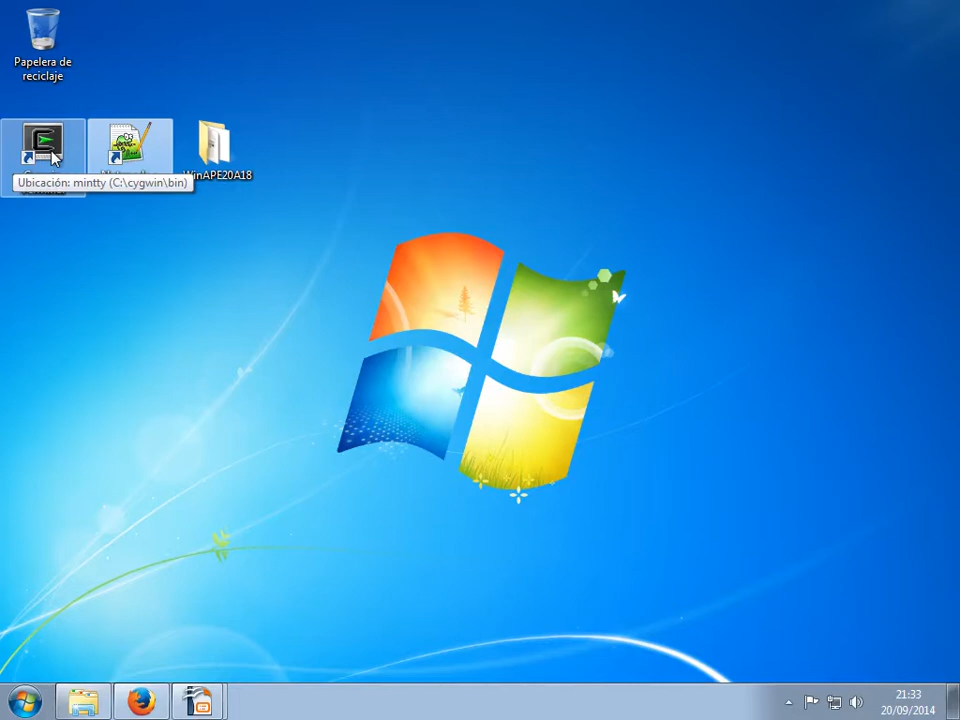 Papelera de
reciclaje
WinAPE20A18
Ubicación: mintty (C:\cygwin\bin)
21:33
20/09/2014